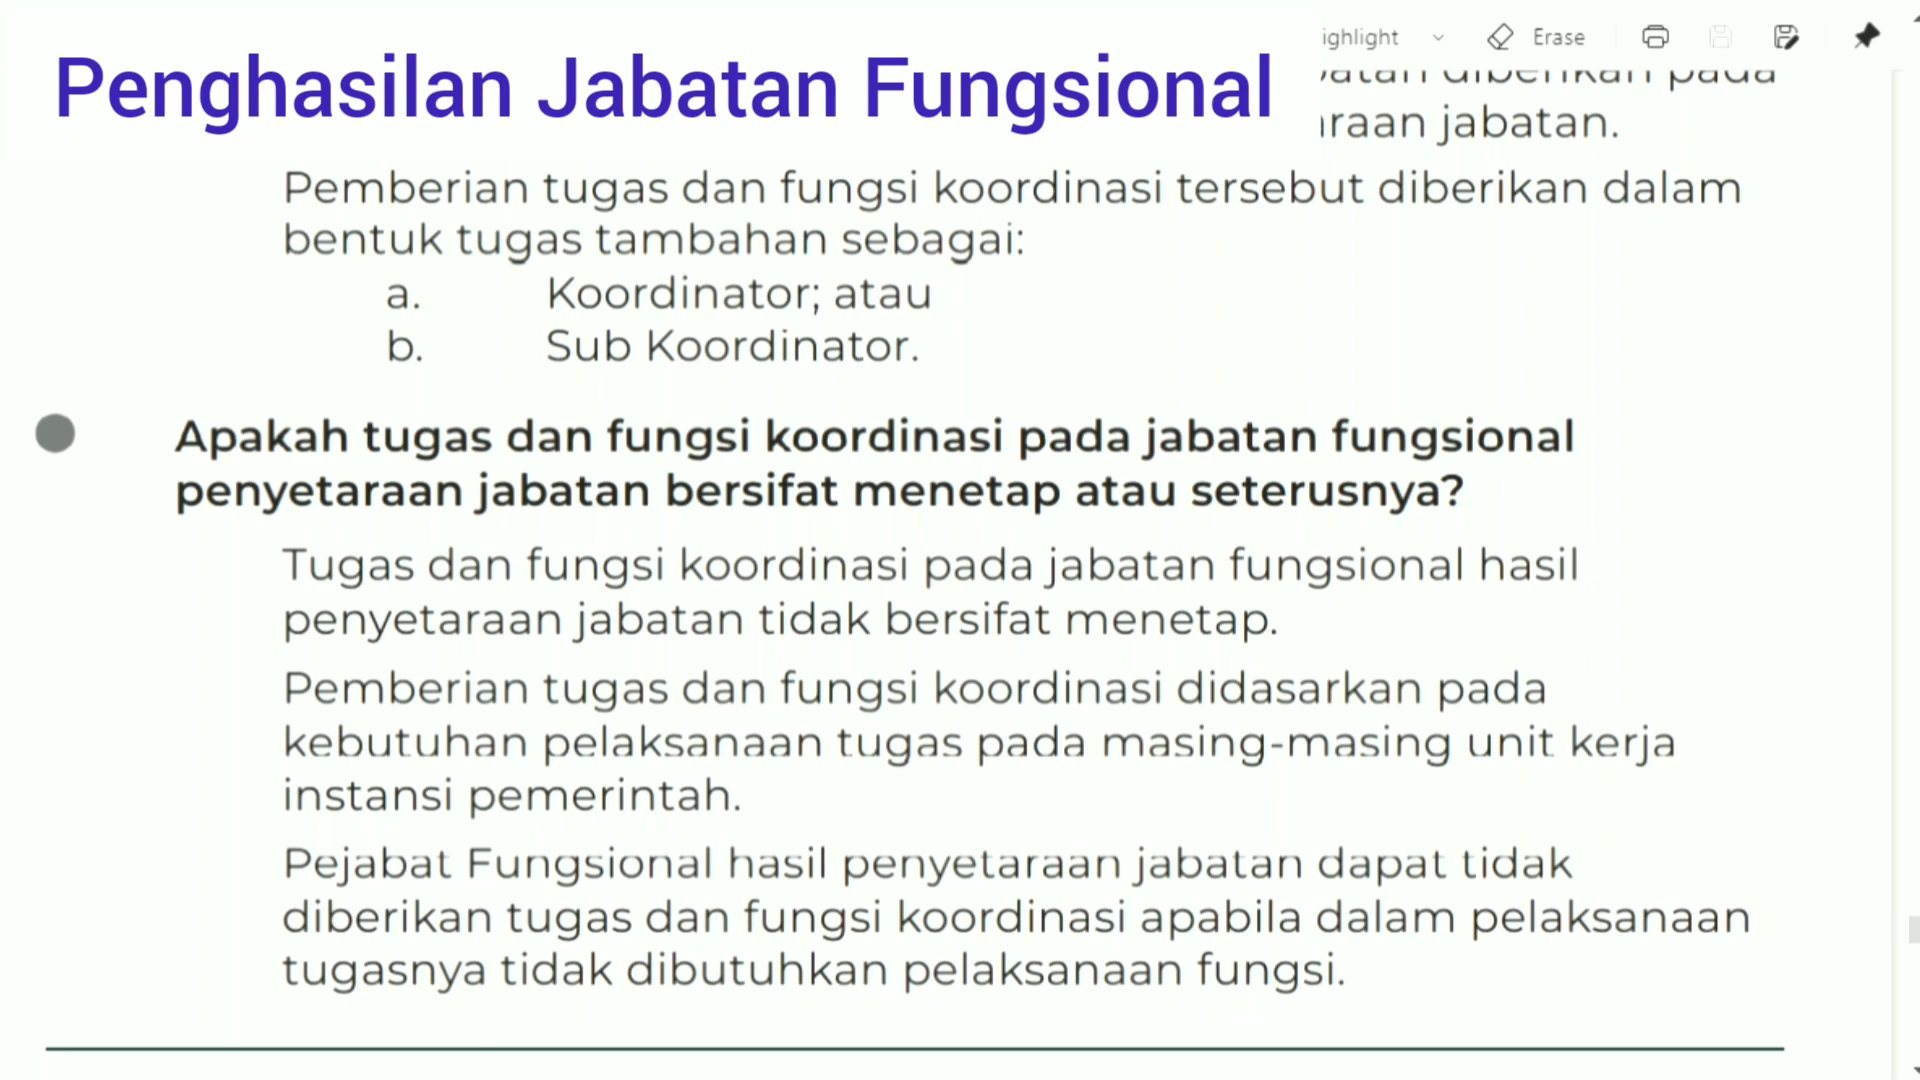 Penghasilan Jabatan Fungsional
ighlight
Erase
diberikan pada
jabatan.
Pemberian tugas dan fungsi koordinasi tersebut diberikan dalam
bentuk tugas tambahan sebagai:
a. Koordinator; atau
b. Sub Koordinator.
Apakah tugas dan fungsi koordinasi pada jabatan fungsional
penyetaraan jabatan bersifat menetap atau seterusnya?
Tugas dan fungsi koordinasi pada jabatan fungsional hasil
penyetaraan jabatan tidak bersifat menetap.
Pemberian tugas dan fungsi koordinasi didasarkan pada
kebutuhan pelaksanaan tugas pada masing-masing unit kerja
instansi pemerintah.
Pejabat Fungsional hasil penyetaraan jabatan dapat tidak
diberikan tugas dan fungsi koordinasi apabila dalam pelaksanaan
tugasnya tidak dibutuhkan pelaksanaan fungsi.